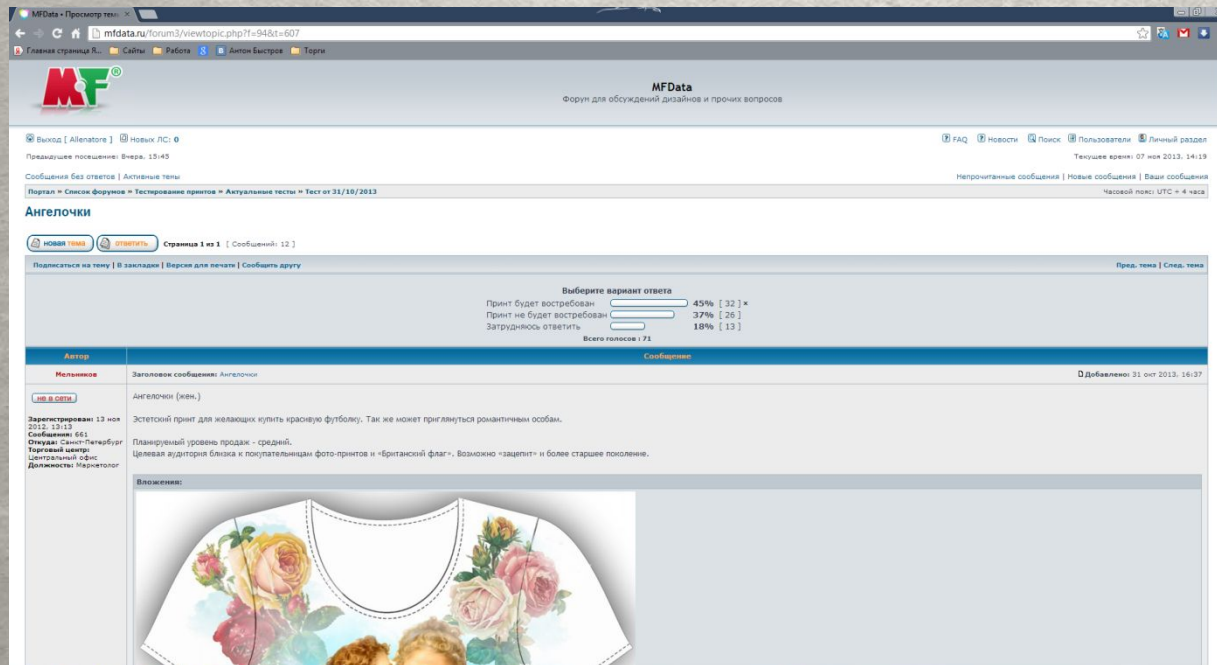 MFData • Просмотр тем
mfdata.ru/forum3/viewtopic.php?f=94&t=607
Главная страница Я... Сайты Работа Антон Быстров Торги
MF®
MFData
Форум для обсуждений дизайнов и прочих вопросов
Выход [ Allenatore ] Новых ЛС: 0
FAQ Новости Поиск Пользователи Личный раздел
Предыдущее посещение: Вчера, 15:45
Текущее время: 07 ноя 2013, 14:19
Сообщения без ответов | Активные темы
Непрочитанные сообщения | Новые сообщения | Ваши сообщения
Портал » Список форумов » Тестирование принтов » Актуальные тесты » Тест от 31/10/2013
Часовой пояс: UTC + 4 часа
Ангелочки
новая тема ответить Страница 1 из 1 [ Сообщений: 12 ]
Подписаться на тему | В закладки | Версия для печати | Сообщить другу
Пред. тема | След. тема
Выберите вариант ответа
Принт будет востребован 45% [ 32 ] ×
Принт не будет востребован 37% [ 26 ]
Затрудняюсь ответить 18% [ 13 ]
Всего голосов : 71
Автор Сообщение
Мельников
Заголовок сообщения: Ангелочки
Добавлено: 31 окт 2013, 16:37
не в сети
Зарегистрирован: 13 ноя
2012, 13:13
Сообщения: 661
Откуда: Санкт-Петербург
Торговый центр:
Центральный офис
Должность: Маркетолог
Ангелочки (жен.)
Эстетский принт для желающих купить красивую футболку. Так же может приглянуться романтичным особам.
Планируемый уровень продаж - средний.
Целевая аудитория близка к покупательницам фото-принтов и «Британский флаг». Возможно «зацепит» и более старшее поколение.
Вложения: